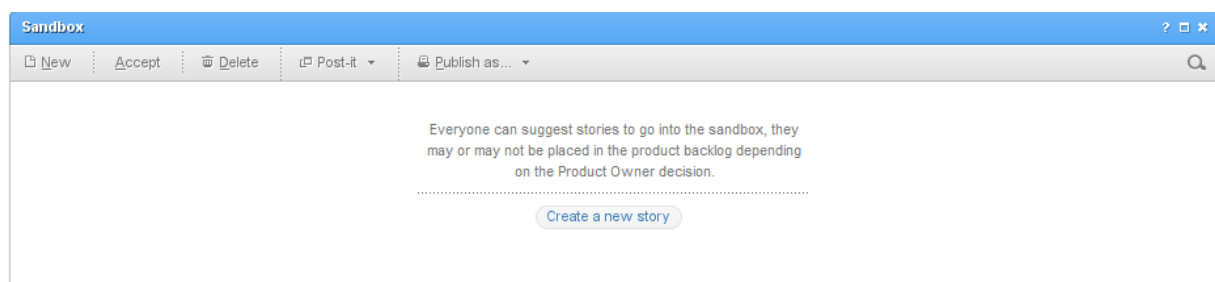 Sandbox ?
New Accept Delete Post-it Publish as...
Everyone can suggest stories to go into the sandbox, they
may or may not be placed in the product backlog depending
on the Product Owner decision.
Create a new story